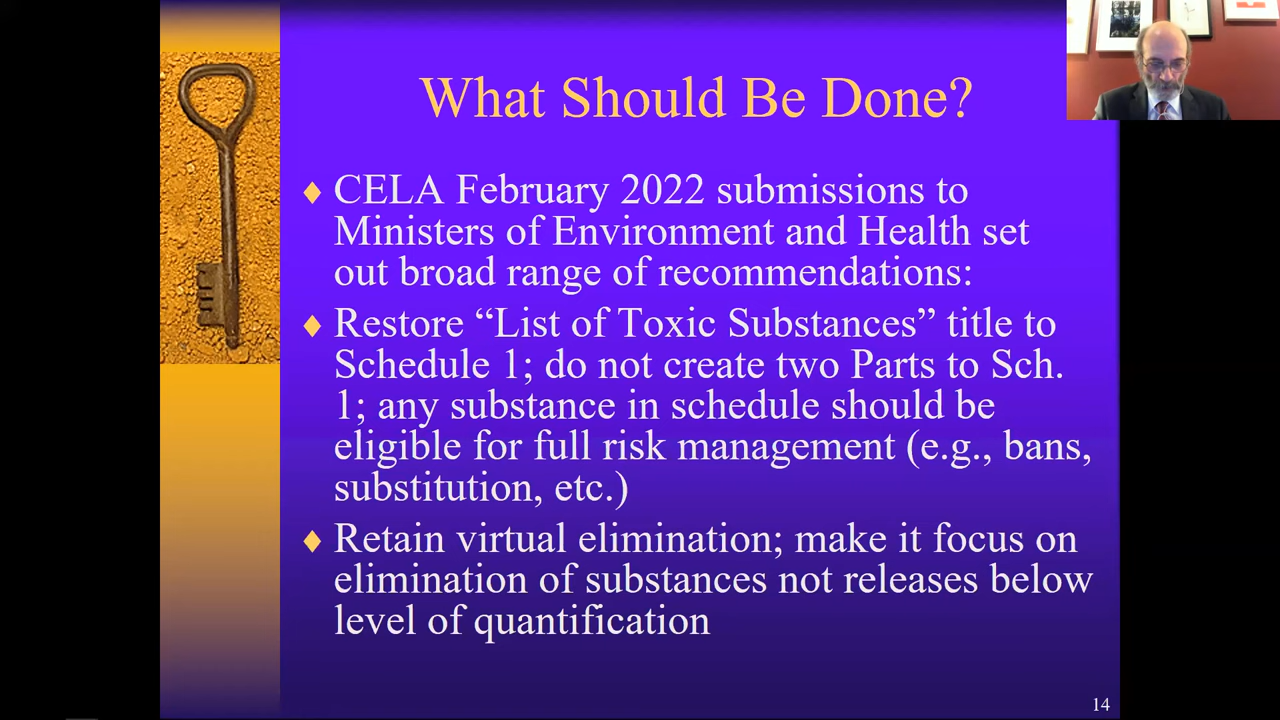 What Should Be Done?
♦ CELA February 2022 submissions to
Ministers of Environment and Health set
out broad range of recommendations:
♦ Restore “List of Toxic Substances” title to
Schedule 1; do not create two Parts to Sch.
1; any substance in schedule should be
eligible for full risk management (e.g., bans,
substitution, etc.)
♦ Retain virtual elimination; make it focus on
elimination of substances not releases below
level of quantification
14